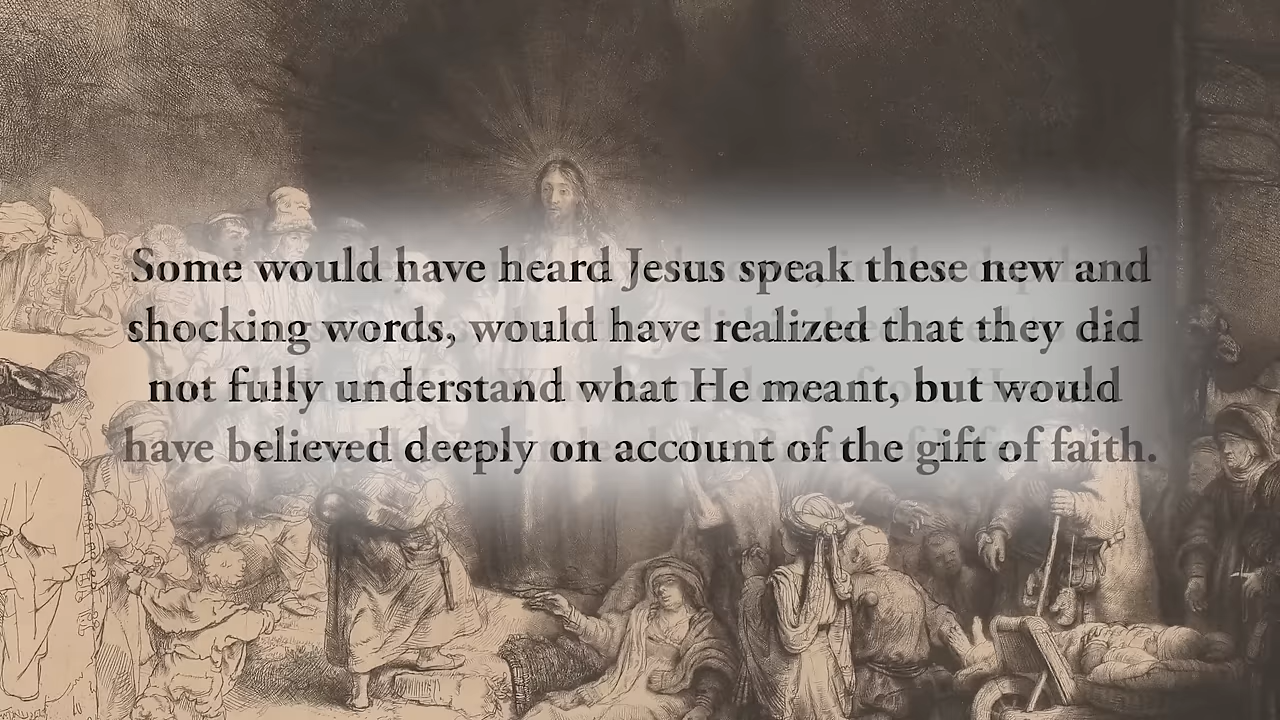 Some would have heard Jesus speak these new and
shocking words, would have realized that they did
not fully understand what He meant, but would
have believed deeply on account of the gift of faith.